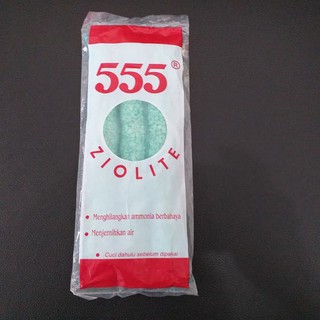 555®
ZIOLITE
• Menghilangkan ammonia berbahaya
• Menjernihkan air
• Cuci dahulu sebelum dipakai